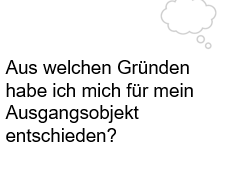 Aus welchen Gründen
habe ich mich für mein
Ausgangsobjekt
entschieden?